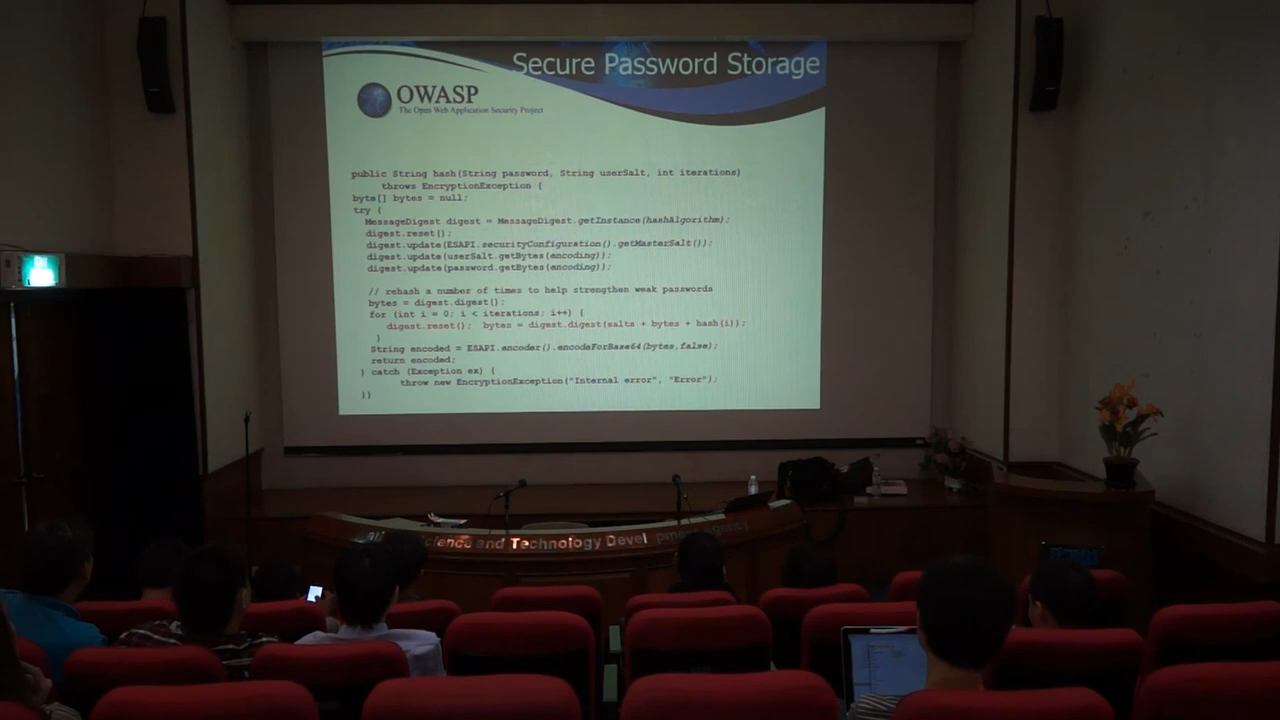 Secure Password Storage
OWASP
The Open Web Application Security Project
public String hash(String password, String userSalt, int iterations)
throws EncryptionException {
byte[] bytes = null;
try {
MessageDigest digest = MessageDigest.getInstance(hashAlgorithm);
digest.reset();
digest.update(ESAPI.securityConfiguration().getMasterSalt());
digest.update(userSalt.getBytes(encoding));
digest.update(password.getBytes(encoding));
// rehash a number of times to help strengthen weak passwords
bytes = digest.digest();
for (int i = 0; i < iterations; i++) {
digest.reset(); bytes = digest.digest(salts + bytes + hash(i));
}
String encoded = ESAPI.encoder().encodeForBase64(bytes,false);
return encoded;
} catch (Exception ex) {
throw new EncryptionException("Internal error", "Error");
}}
Science and Technology Devel pment Agency